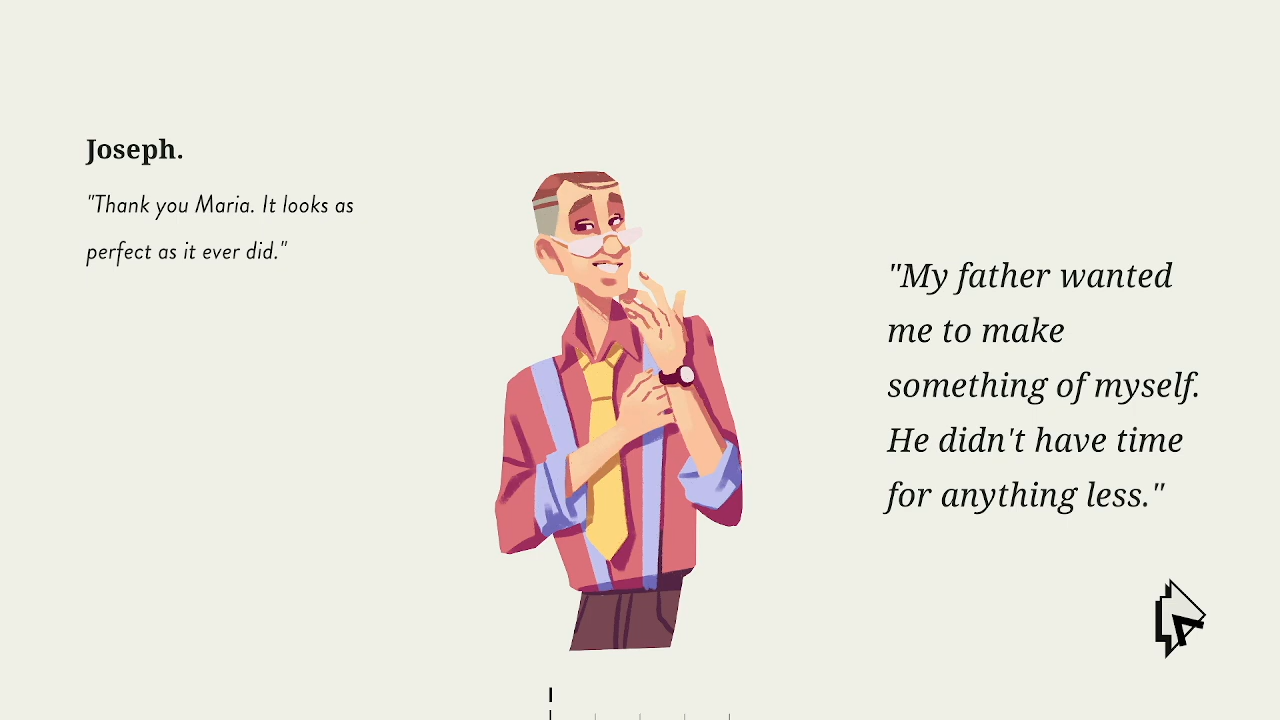 Joseph.
"Thank you Maria. It looks as
perfect as it ever did."
"My father wanted
me to make
something of myself.
He didn't have time
for anything less."